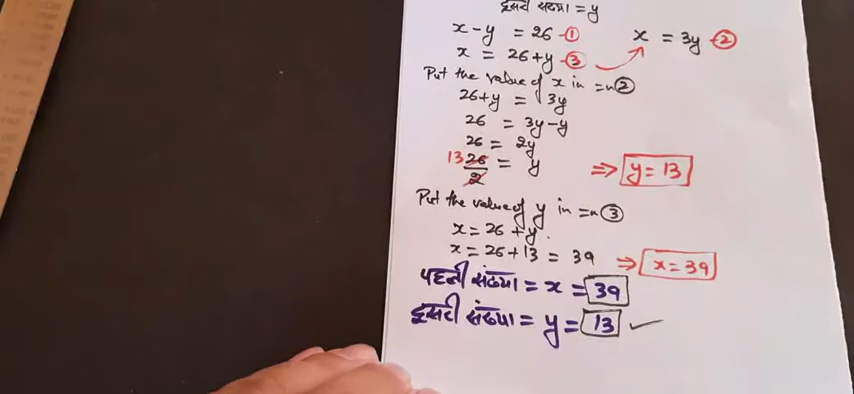 दूसरी संख्या = y
x - y = 26 - ① x = 3y - ②
x = 26 + y - ③
Put the value of x in =n ②
26 + y = 3y
26 = 3y - y
26 = 2y
13 26/2 = y ⇒ y = 13
Put the value of y in =n ③
x = 26 + y.
x = 26 + 13 = 39 ⇒ x = 39
पहली संख्या = x = 39
दूसरी संख्या = y = 13 ✓